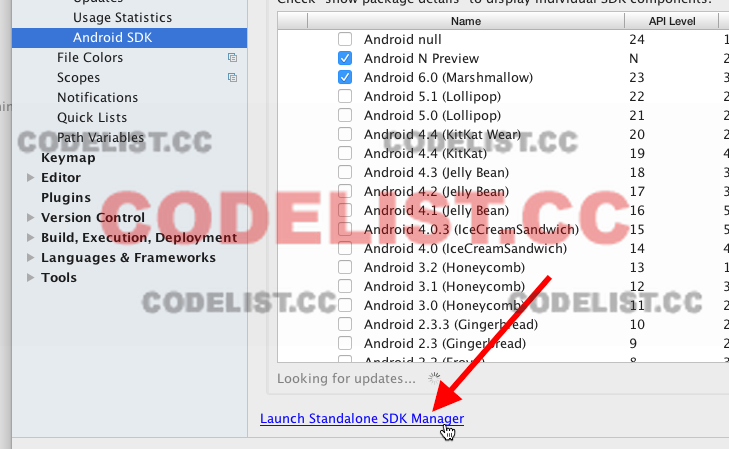 Check "show package details" to display individual SDK components.
Updates
Usage Statistics
Android SDK
File Colors
Scopes
Notifications
Quick Lists
Path Variables
Keymap
Editor
Plugins
Version Control
Build, Execution, Deployment
Languages & Frameworks
Tools
Name API Level
Android null 24 1
Android N Preview N 2
Android 6.0 (Marshmallow) 23 3
Android 5.1 (Lollipop) 22 2
Android 5.0 (Lollipop) 21 2
Android 4.4 (KitKat Wear) 20 2
Android 4.4 (KitKat) 19 4
Android 4.3 (Jelly Bean) 18 3
Android 4.2 (Jelly Bean) 17 3
Android 4.1 (Jelly Bean) 16 5
Android 4.0.3 (IceCreamSandwich) 15 5
Android 4.0 (IceCreamSandwich) 14 4
Android 3.2 (Honeycomb) 13 1
Android 3.1 (Honeycomb) 12 3
Android 3.0 (Honeycomb) 11 2
Android 2.3.3 (Gingerbread) 10 2
Android 2.3 (Gingerbread) 9 2
Android 2.2 (Froyo) 8 3
Looking for updates...
Launch Standalone SDK Manager
CODELIST.CC
CODELIST.CC
CODELIST.CC
CODELIST.CC
CODELIST.CC